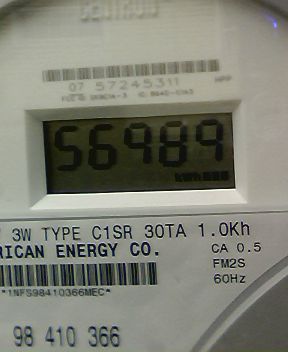 CENTRON
07 57245311
56989
kWh
3W TYPE C1SR 30TA 1.0Kh
RICAN ENERGY CO.
CA 0.5
FM2S
60Hz
*1NFS98410366MEC*
98 410 366